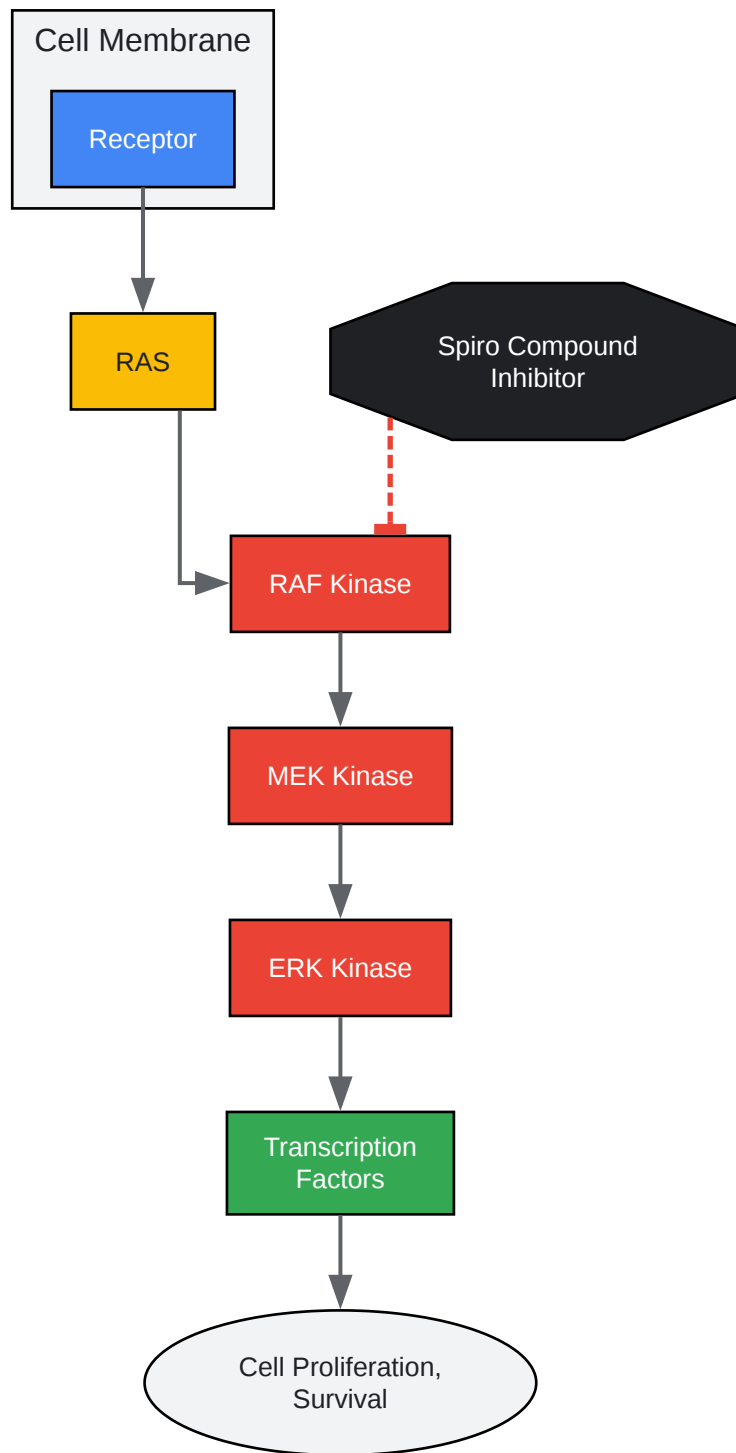 Cell Membrane
Receptor
RAS
Spiro Compound
Inhibitor
RAF Kinase
MEK Kinase
ERK Kinase
Transcription
Factors
Cell Proliferation,
Survival